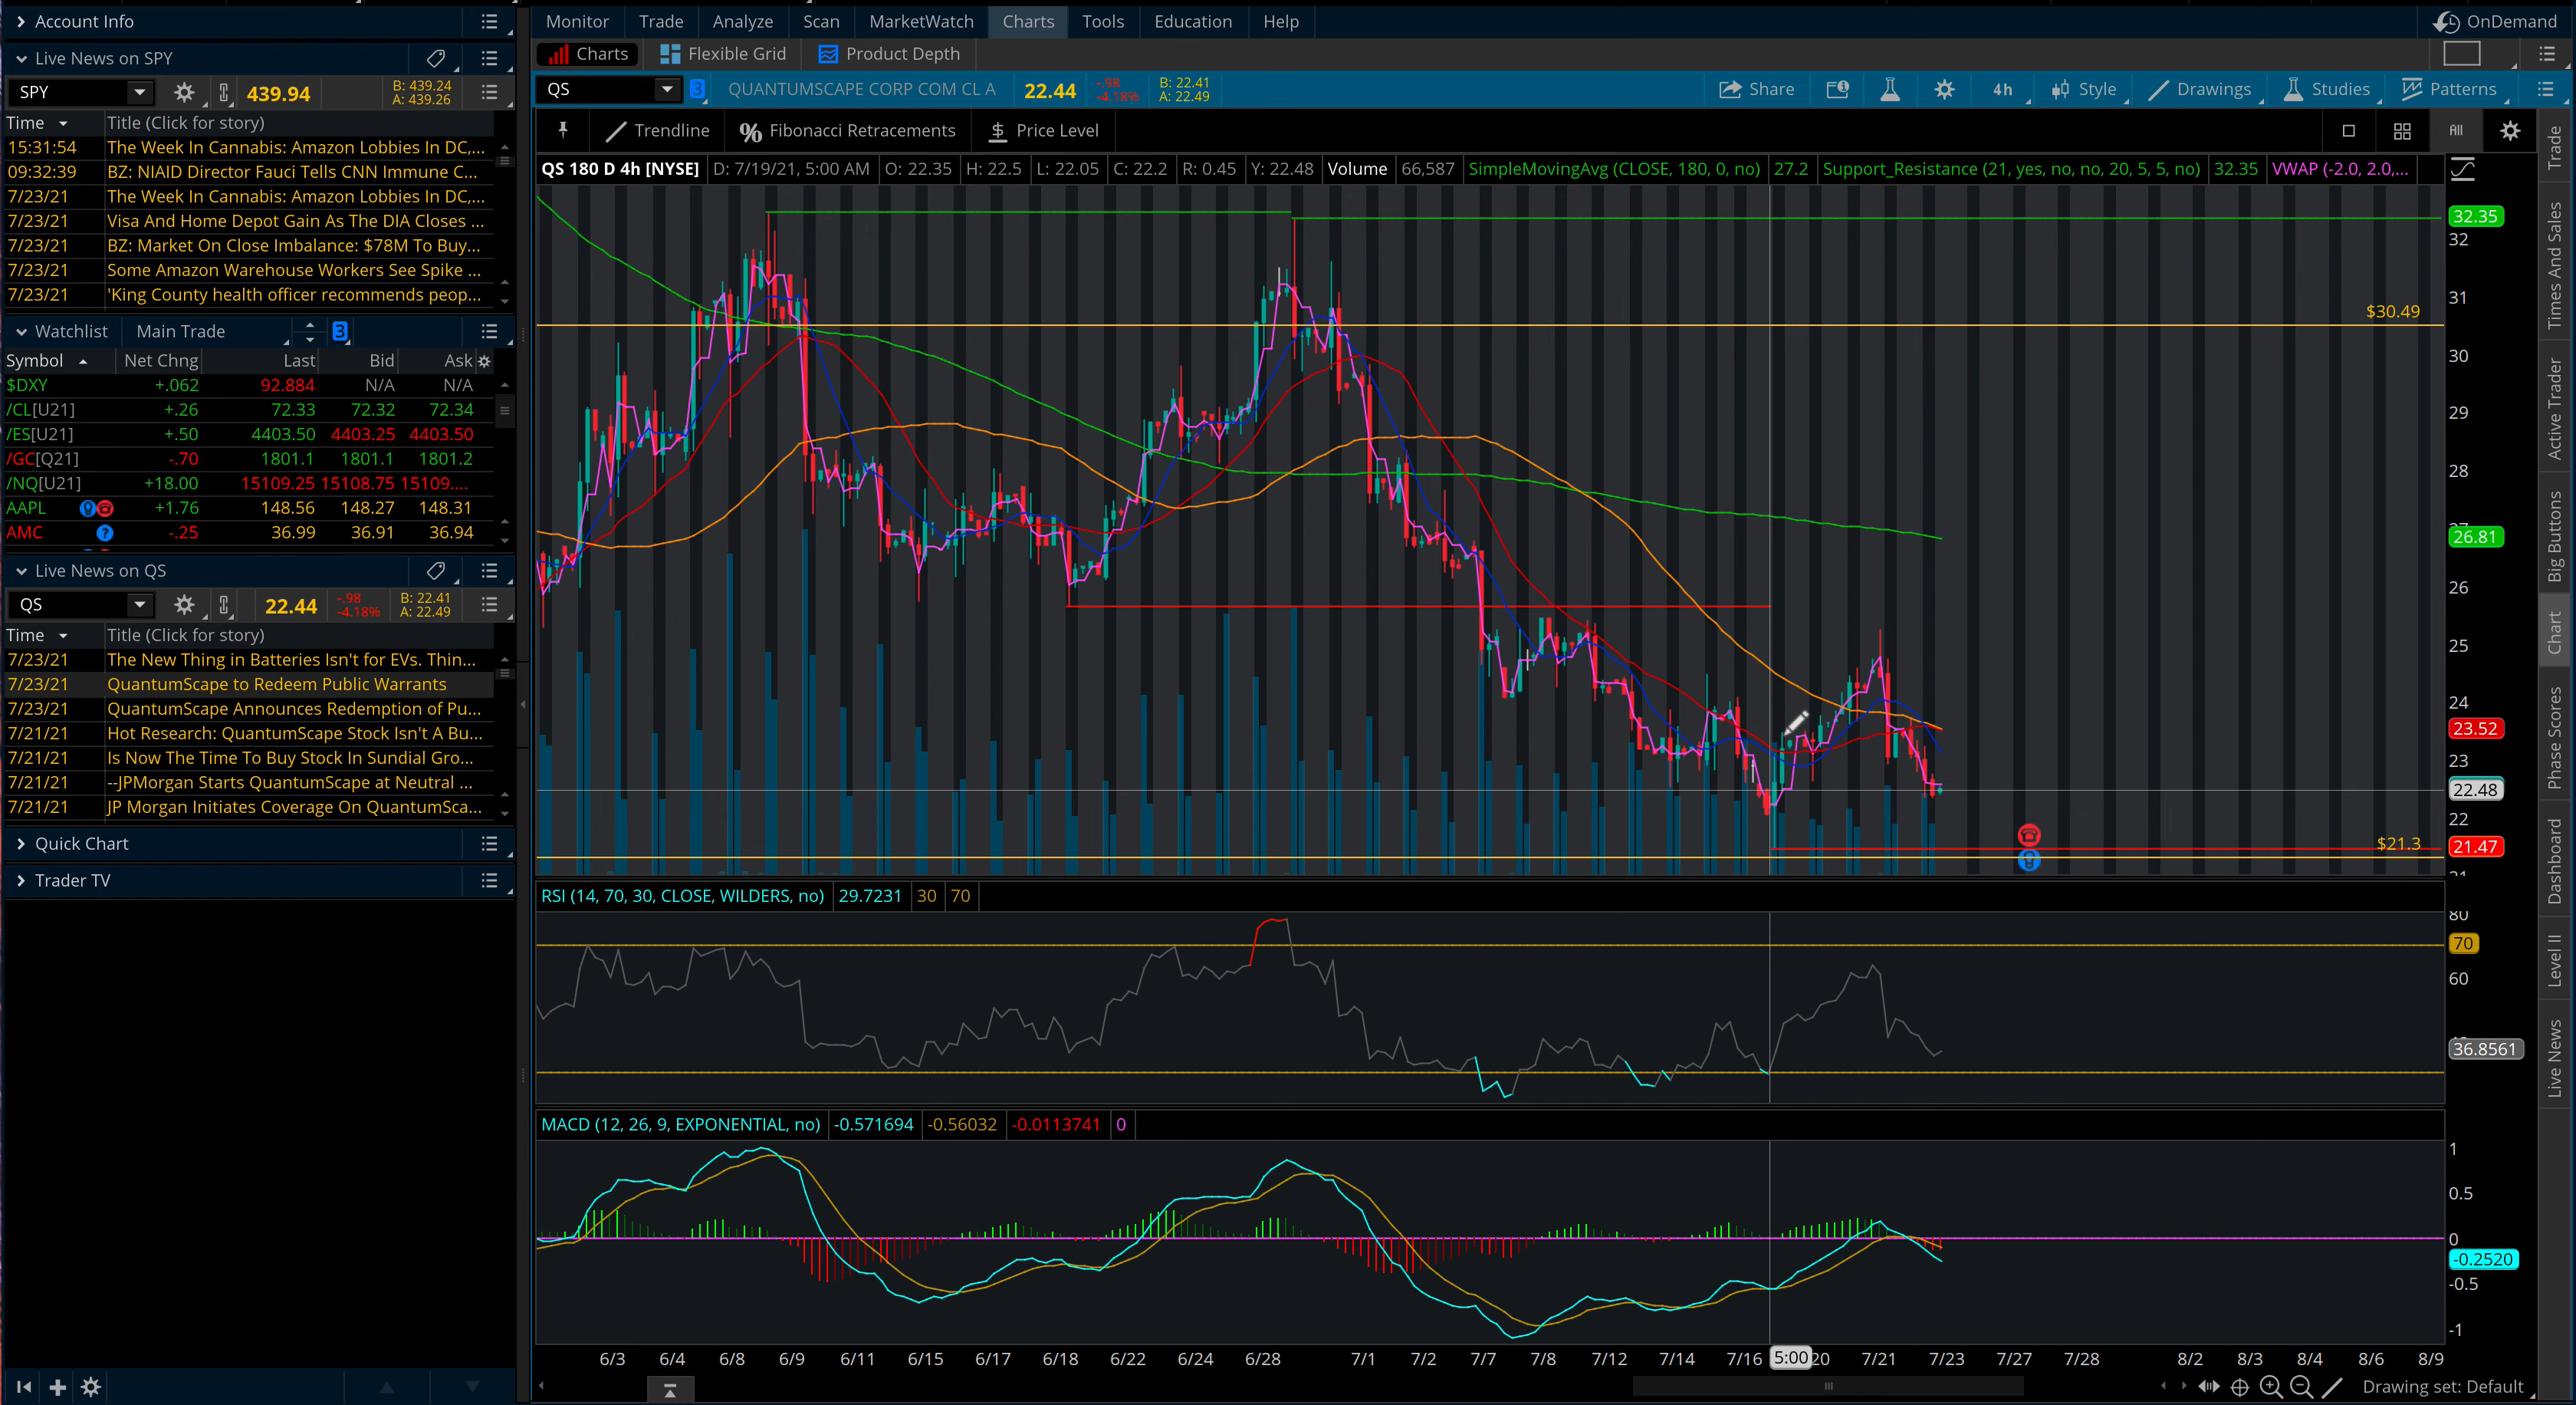 Account Info
Live News on SPY
SPY 439.94 B: 439.24 A: 439.26
Time Title (Click for story)
15:31:54 The Week In Cannabis: Amazon Lobbies In DC,...
09:32:39 BZ: NIAID Director Fauci Tells CNN Immune C...
7/23/21 The Week In Cannabis: Amazon Lobbies In DC,...
7/23/21 Visa And Home Depot Gain As The DIA Closes ...
7/23/21 BZ: Market On Close Imbalance: $78M To Buy...
7/23/21 Some Amazon Warehouse Workers See Spike ...
7/23/21 'King County health officer recommends peop...
Watchlist Main Trade 3
Symbol Net Chng Last Bid Ask
$DXY +.062 92.884 N/A N/A
/CL[U21] +.26 72.33 72.32 72.34
/ES[U21] +.50 4403.50 4403.25 4403.50
/GC[Q21] -.70 1801.1 1801.1 1801.2
/NQ[U21] +18.00 15109.25 15108.75 15109....
AAPL +1.76 148.56 148.27 148.31
AMC ? -.25 36.99 36.91 36.94
Live News on QS
QS 22.44 -.98 -4.18% B: 22.41 A: 22.49
Time Title (Click for story)
7/23/21 The New Thing in Batteries Isn't for EVs. Thin...
7/23/21 QuantumScape to Redeem Public Warrants
7/23/21 QuantumScape Announces Redemption of Pu...
7/21/21 Hot Research: QuantumScape Stock Isn't A Bu...
7/21/21 Is Now The Time To Buy Stock In Sundial Gro...
7/21/21 --JPMorgan Starts QuantumScape at Neutral ...
7/21/21 JP Morgan Initiates Coverage On QuantumSca...
Quick Chart
Trader TV
Monitor Trade Analyze Scan MarketWatch Charts Tools Education Help OnDemand
Charts Flexible Grid Product Depth
QS 3 QUANTUMSCAPE CORP COM CL A 22.44 -.98 -4.18% B: 22.41 A: 22.49 Share 4h Style Drawings Studies Patterns
Trendline % Fibonacci Retracements $ Price Level All
QS 180 D 4h [NYSE] D: 7/19/21, 5:00 AM O: 22.35 H: 22.5 L: 22.05 C: 22.2 R: 0.45 Y: 22.48 Volume 66,587 SimpleMovingAvg (CLOSE, 180, 0, no) 27.2 Support_Resistance (21, yes, no, no, 20, 5, 5, no) 32.35 VWAP (-2.0, 2.0,...
32.35
32
31
$30.49
30
29
28
26.81
26
25
24
23.52
23
22.48
22
$21.3
21.47
RSI (14, 70, 30, CLOSE, WILDERS, no) 29.7231 30 70
80
70
60
36.8561
MACD (12, 26, 9, EXPONENTIAL, no) -0.571694 -0.56032 -0.0113741 0
1
0.5
0
-0.2520
-0.5
-1
6/3 6/4 6/8 6/9 6/11 6/15 6/17 6/18 6/22 6/24 6/28 7/1 7/2 7/7 7/8 7/12 7/14 7/16 5:00 20 7/21 7/23 7/27 7/28 8/2 8/3 8/4 8/6 8/9
Drawing set: Default
Trade
Times And Sales
Active Trader
Big Buttons
Chart
Phase Scores
Dashboard
Level II
Live News